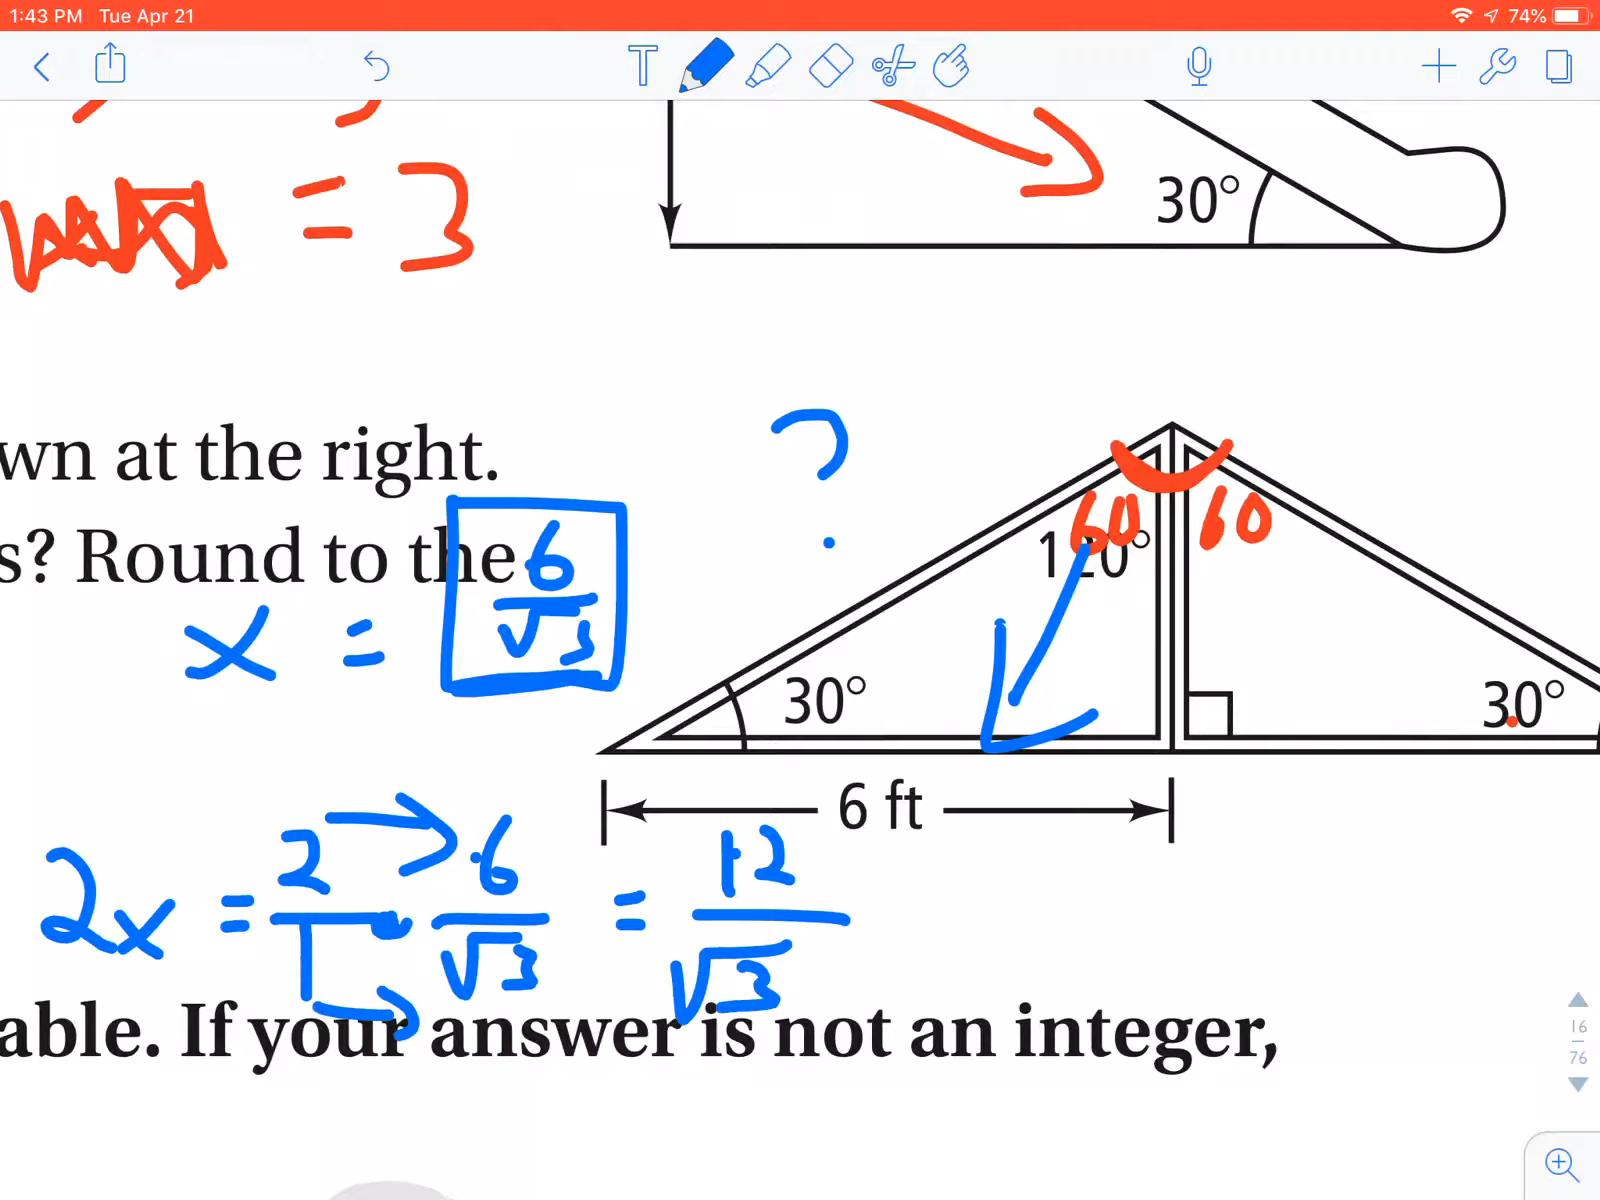 1:43 PM Tue Apr 21
74%
T
= 3
30°
wn at the right.
?
60 60
120°
s? Round to the
x = 6/√3
30°
30°
6 ft
2x = 2/1 · 6/√3 = 12/√3
able. If your answer is not an integer,
16
76